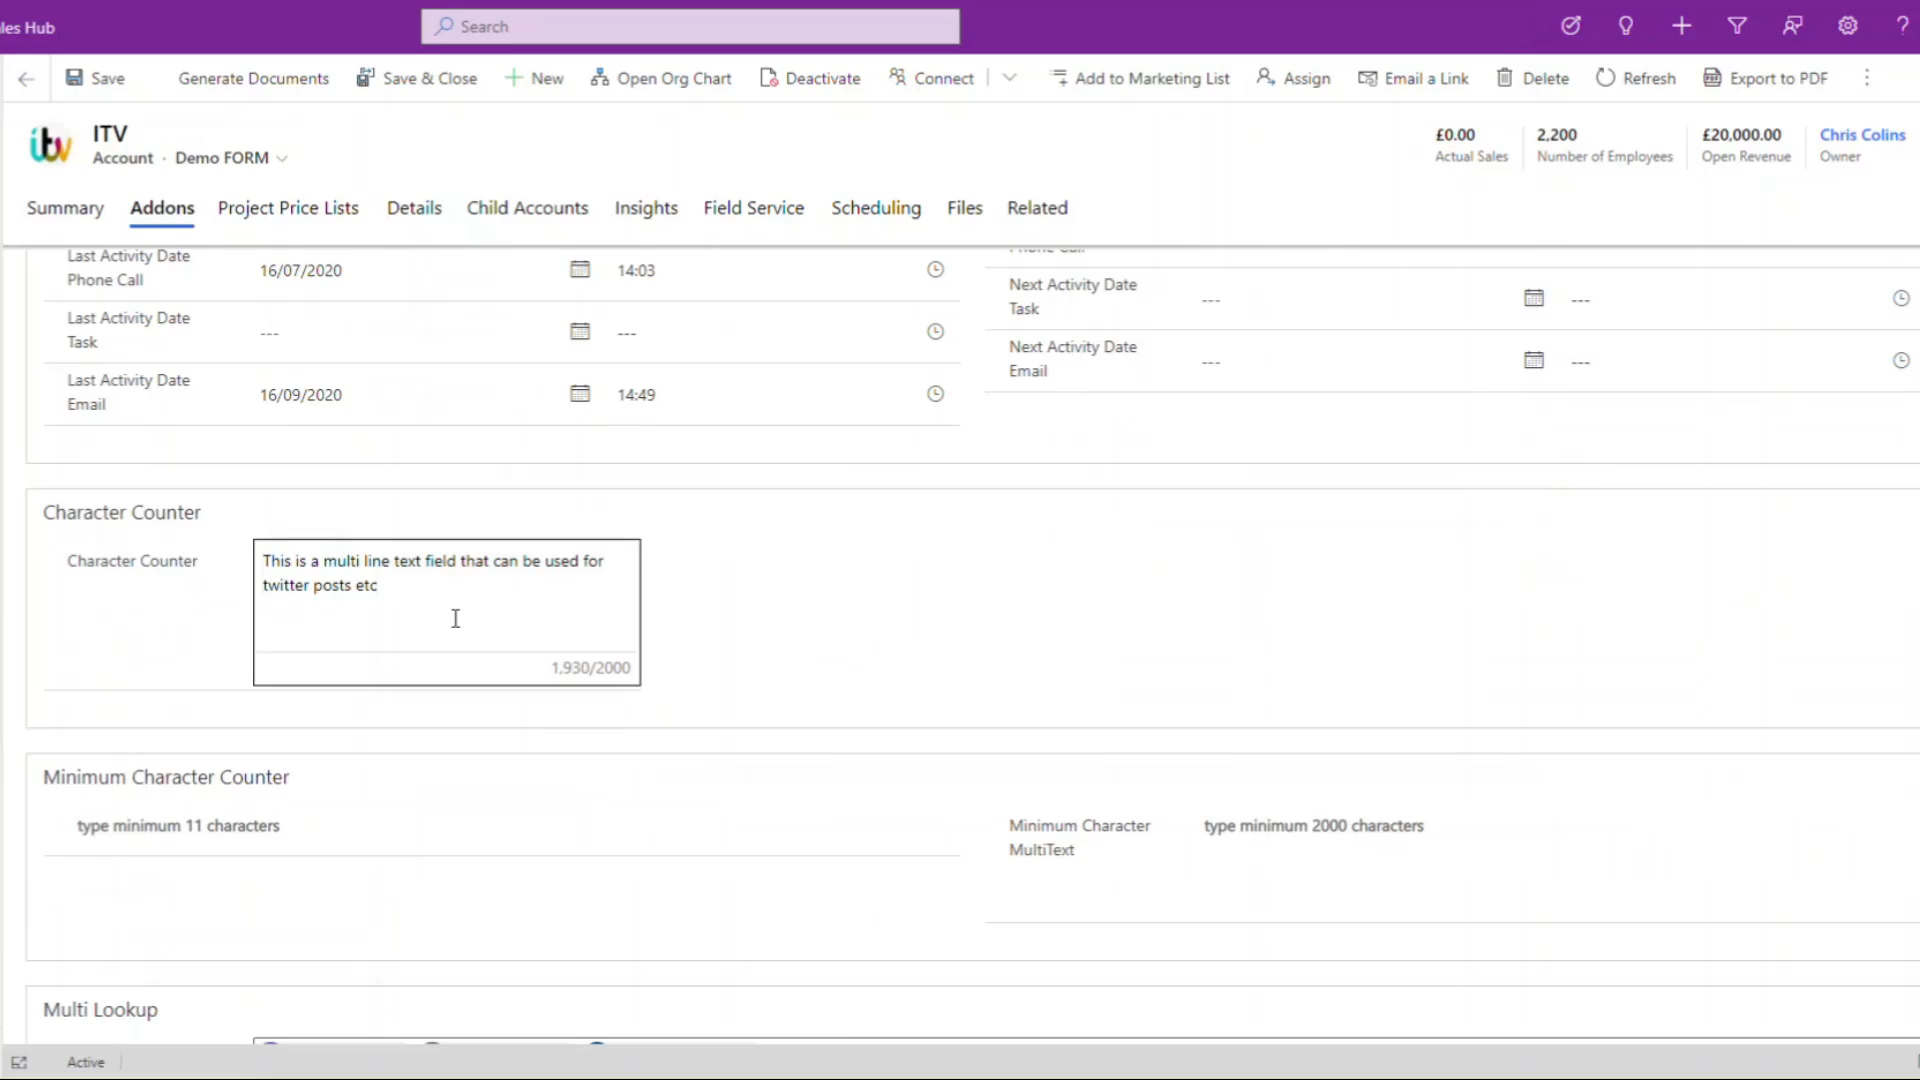 les Hub
Search
Save
Generate Documents
Save & Close
New
Open Org Chart
Deactivate
Connect
Add to Marketing List
Assign
Email a Link
Delete
Refresh
Export to PDF
itv
ITV
Account · Demo FORM
£0.00
Actual Sales
2,200
Number of Employees
£20,000.00
Open Revenue
Chris Colins
Owner
Summary
Addons
Project Price Lists
Details
Child Accounts
Insights
Field Service
Scheduling
Files
Related
Last Activity Date
Phone Call
16/07/2020
14:03
Last Activity Date
Task
---
---
Last Activity Date
Email
16/09/2020
14:49
Phone Call
Next Activity Date
Task
---
---
Next Activity Date
Email
---
---
Character Counter
Character Counter
This is a multi line text field that can be used for
twitter posts etc
1,930/2000
Minimum Character Counter
type minimum 11 characters
Minimum Character
MultiText
type minimum 2000 characters
Multi Lookup
Active